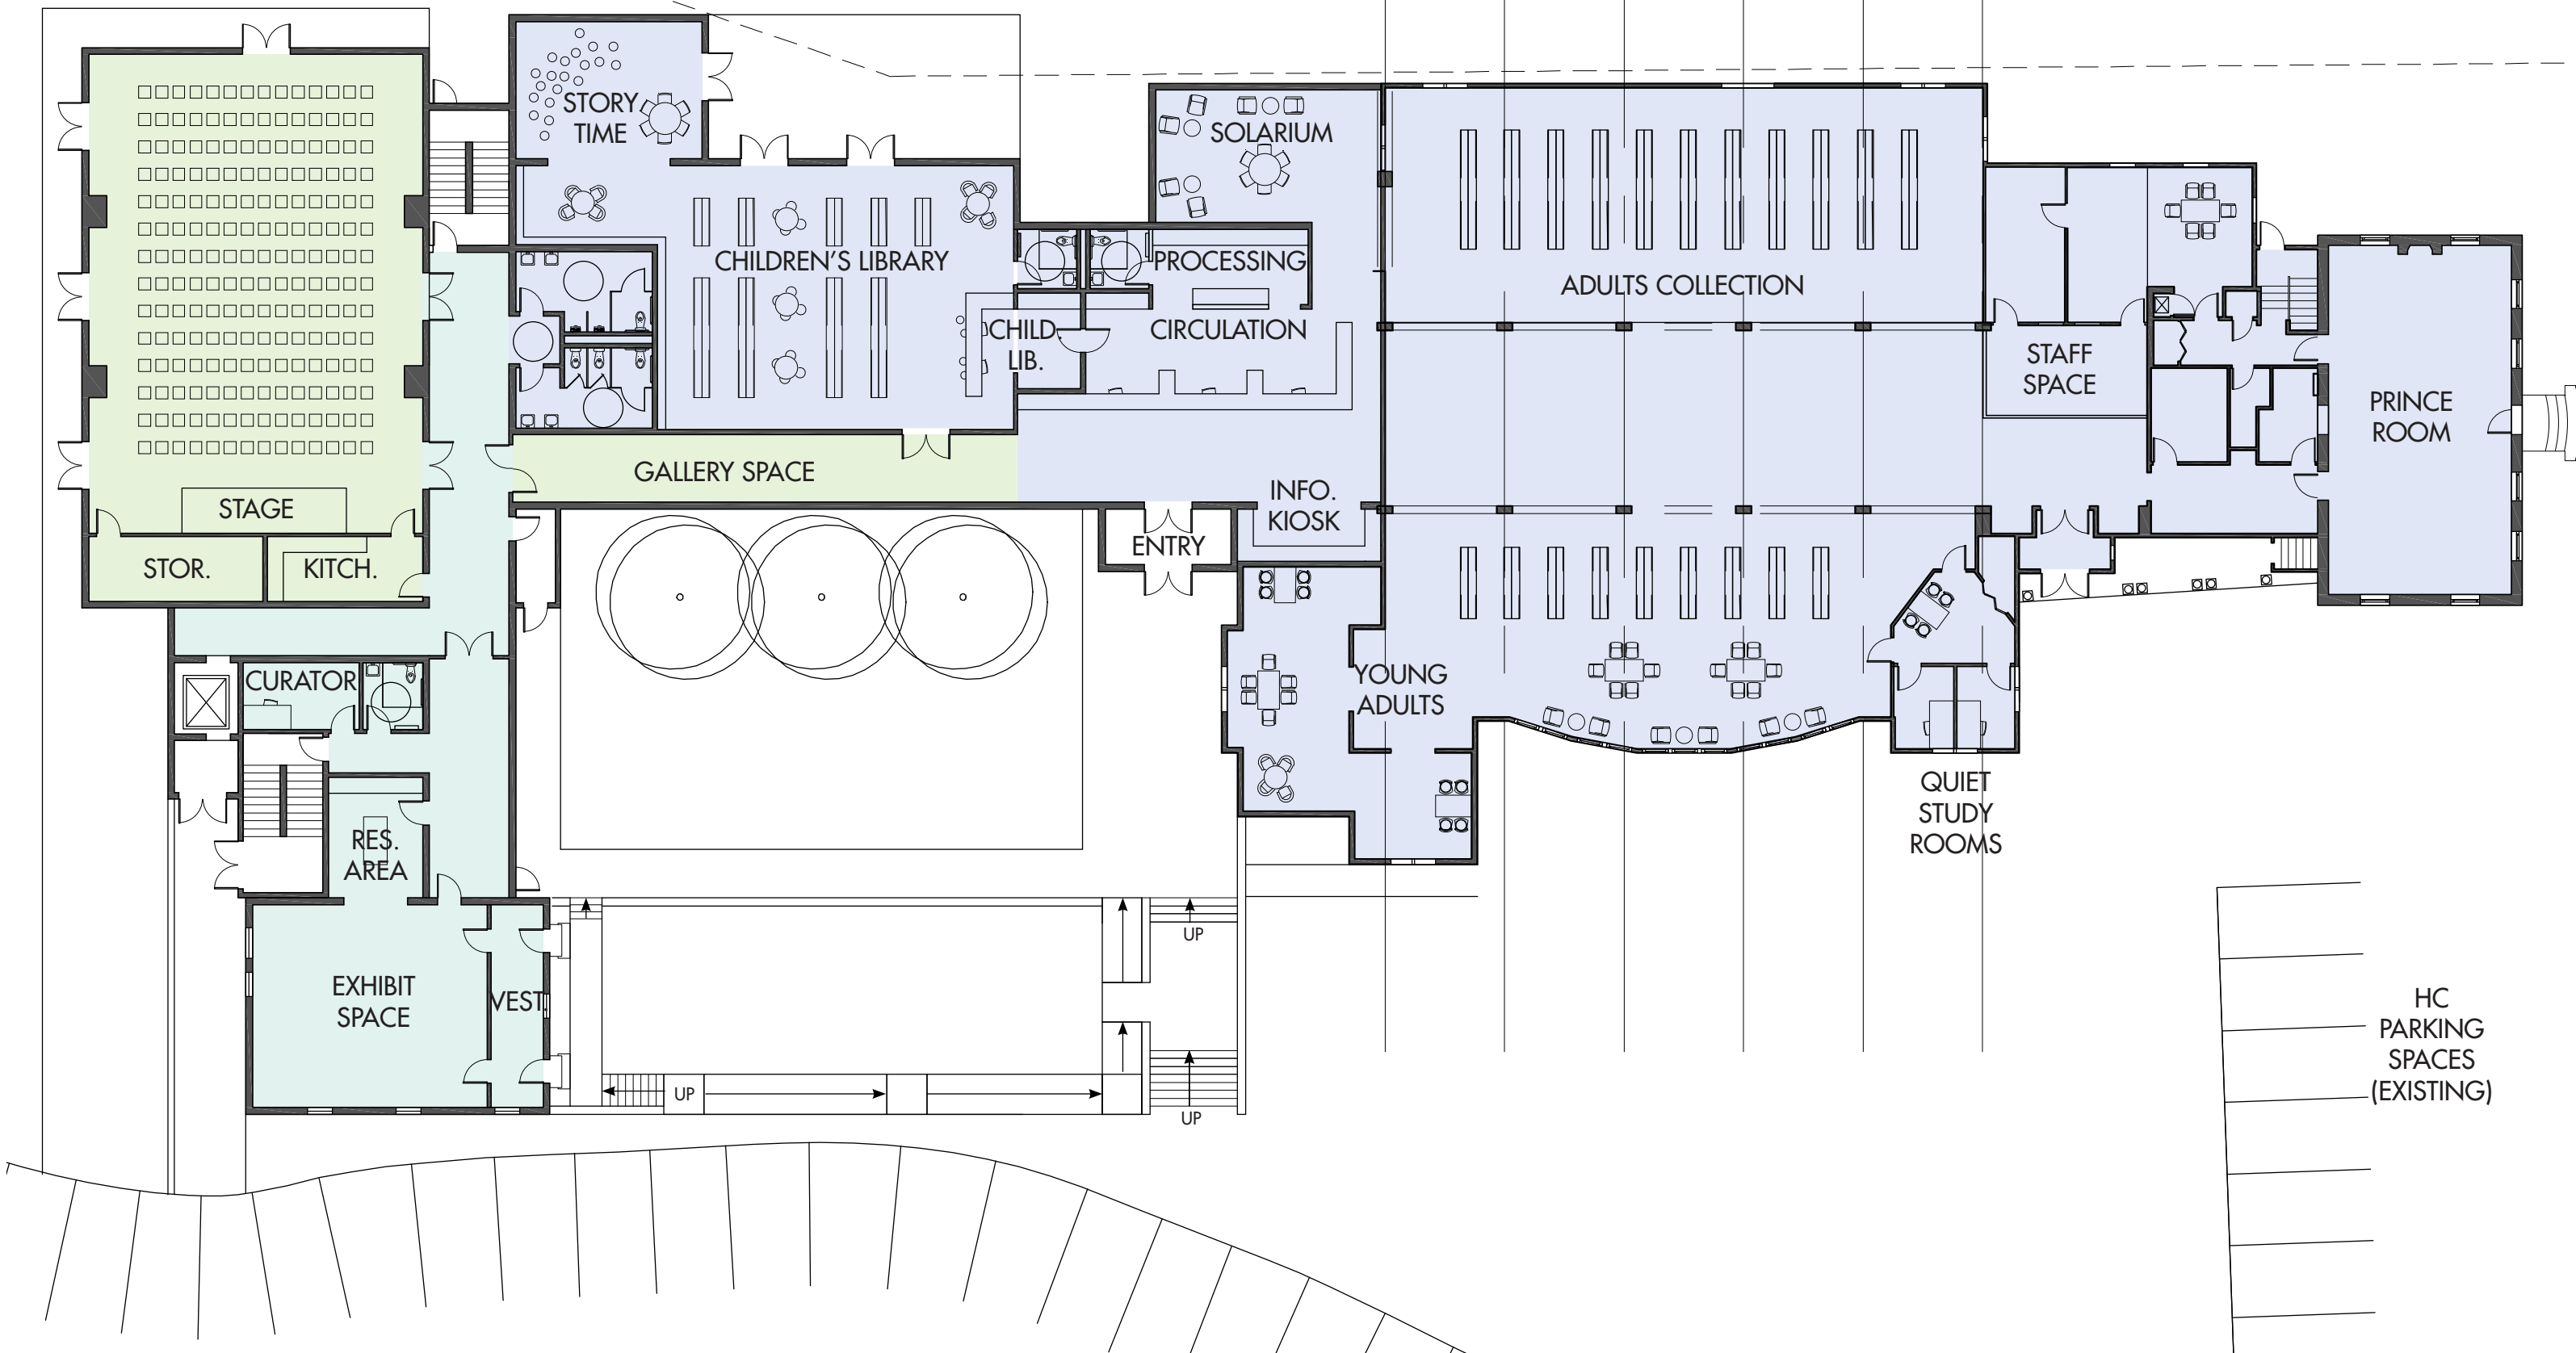 STORY
TIME
SOLARIUM
CHILDREN'S LIBRARY
PROCESSING
ADULTS COLLECTION
CHILD.
LIB.
CIRCULATION
STAFF
SPACE
PRINCE
ROOM
GALLERY SPACE
INFO.
KIOSK
STAGE
ENTRY
STOR.
KITCH.
CURATOR
YOUNG
ADULTS
QUIET
STUDY
ROOMS
RES.
AREA
UP
EXHIBIT
SPACE
VEST.
HC
PARKING
SPACES
(EXISTING)
UP
UP